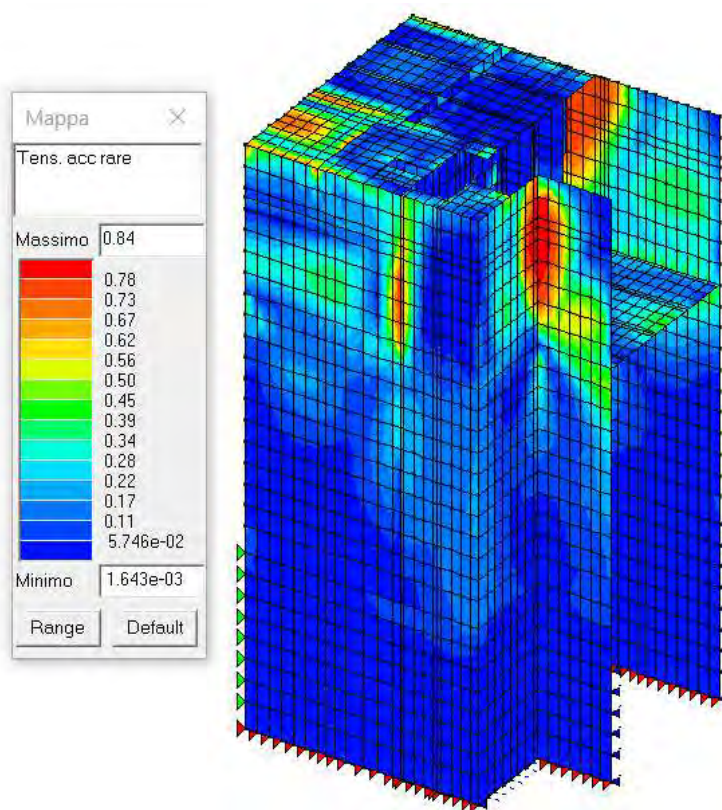 Mappa
Tens. acc rare
Massimo 0.84
0.78
0.73
0.67
0.62
0.56
0.50
0.45
0.39
0.34
0.28
0.22
0.17
0.11
5.746e-02
Minimo 1.643e-03
Range Default